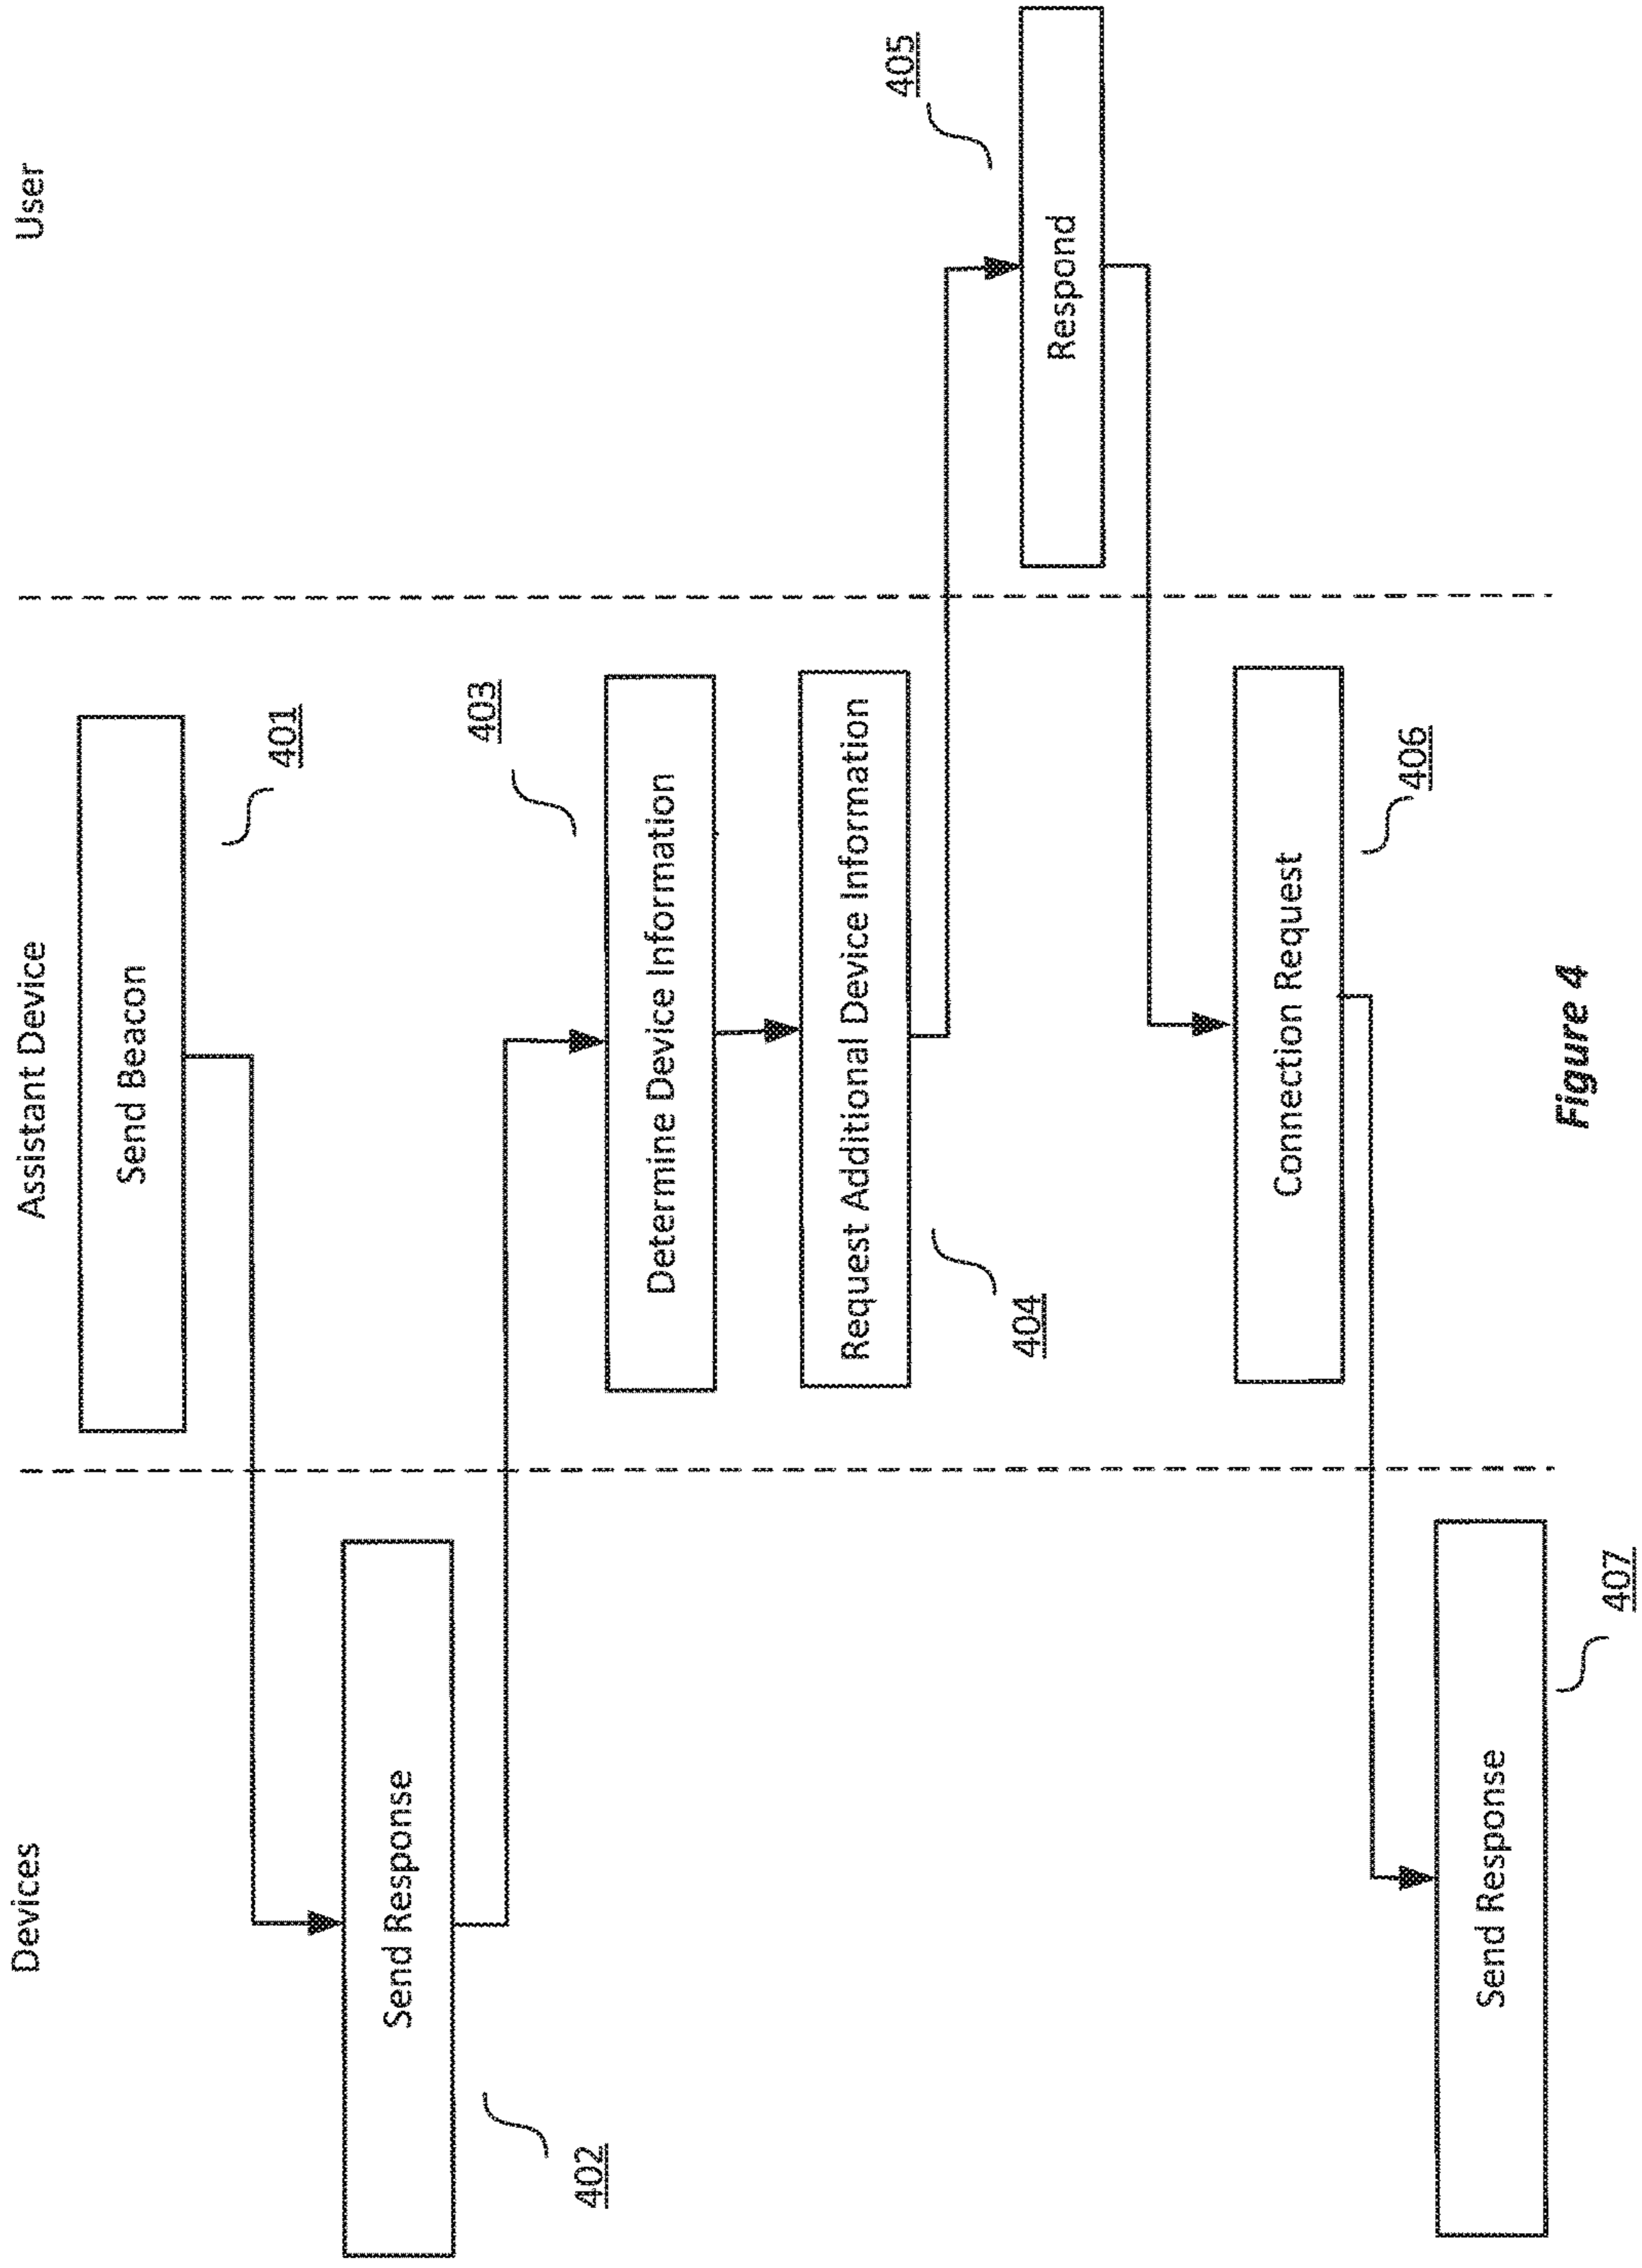 Devices
Assistant Device
User
Send Beacon
401
Send Response
402
403
Determine Device Information
Request Additional Device Information
404
405
Respond
Connection Request
406
Send Response
407
Figure 4